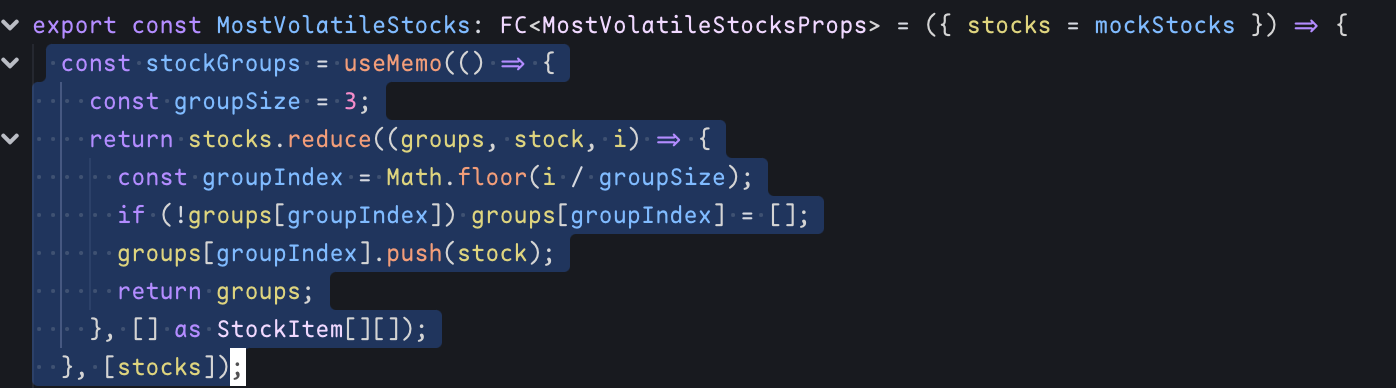 export const MostVolatileStocks: FC<MostVolatileStocksProps> = ({ stocks = mockStocks }) => {
  const stockGroups = useMemo(() => {
    const groupSize = 3;
    return stocks.reduce((groups, stock, i) => {
      const groupIndex = Math.floor(i / groupSize);
      if (!groups[groupIndex]) groups[groupIndex] = [];
      groups[groupIndex].push(stock);
      return groups;
    }, [] as StockItem[][]);
  }, [stocks]);